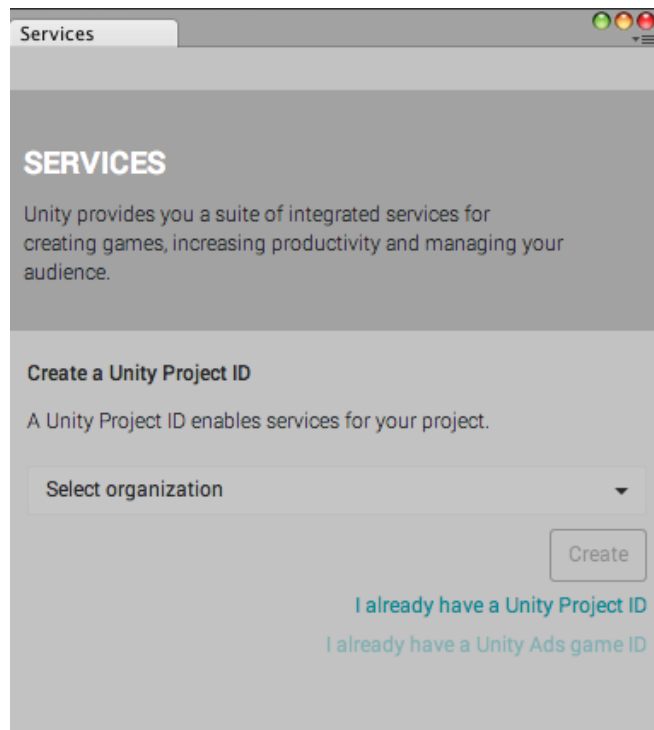 Services
SERVICES
Unity provides you a suite of integrated services for
creating games, increasing productivity and managing your
audience.
Create a Unity Project ID
A Unity Project ID enables services for your project.
Select organization
Create
I already have a Unity Project ID
I already have a Unity Ads game ID